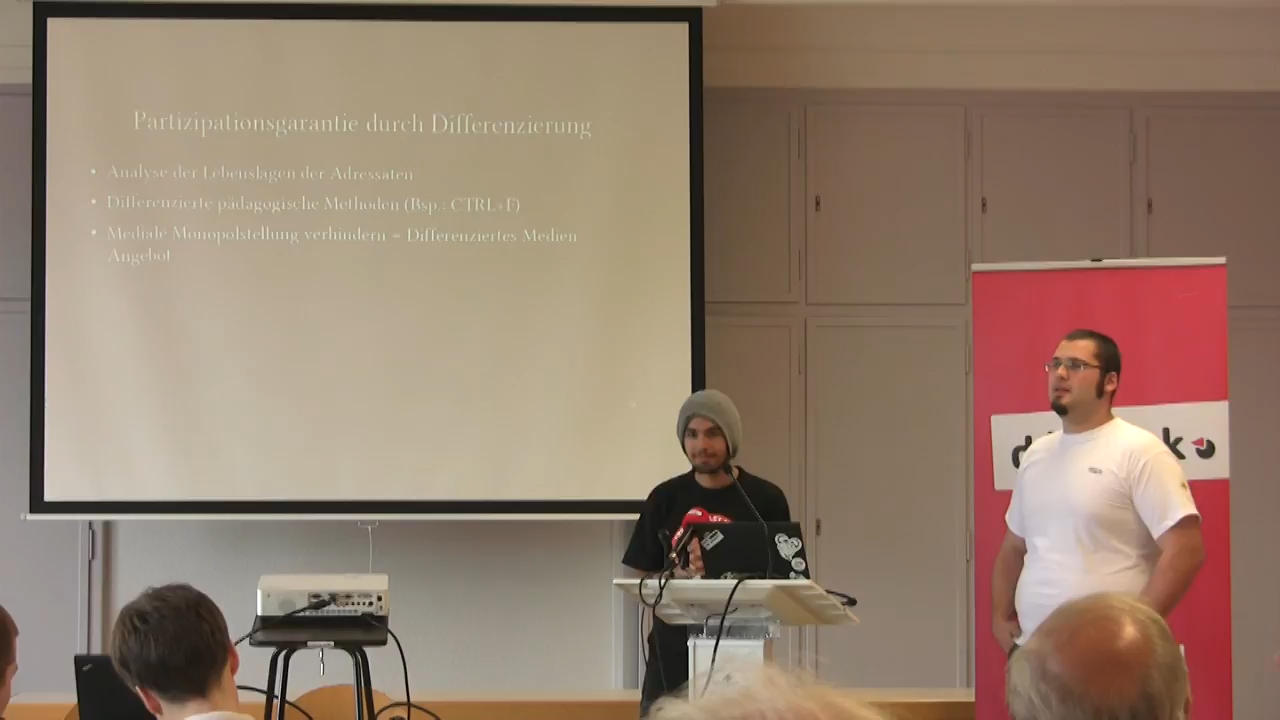 Partizipationsgarantie durch Differenzierung
• Analyse der Lebenslagen der Adressaten
• Differenzierte pädagogische Methoden (Bsp.: CTRL+F)
• Mediale Monopolstellung verhindern = Differenziertes Medien
Angebot